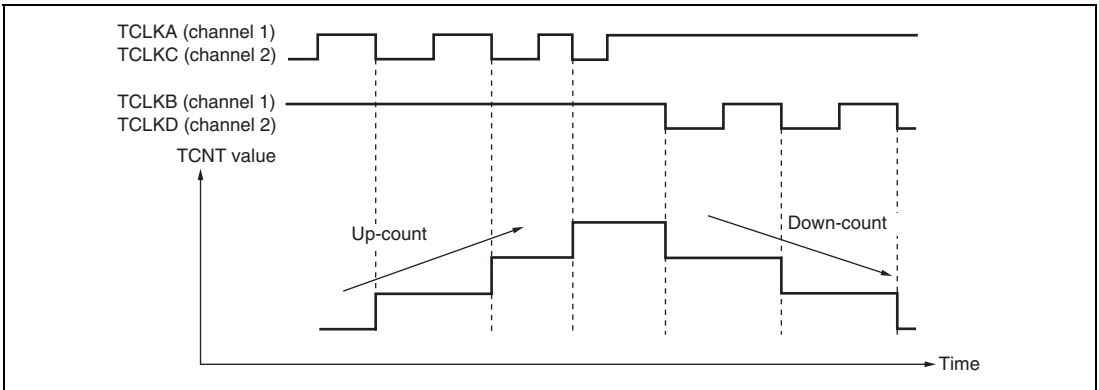 TCLKA (channel 1)
TCLKC (channel 2)
TCLKB (channel 1)
TCLKD (channel 2)
TCNT value
Up-count
Down-count
Time